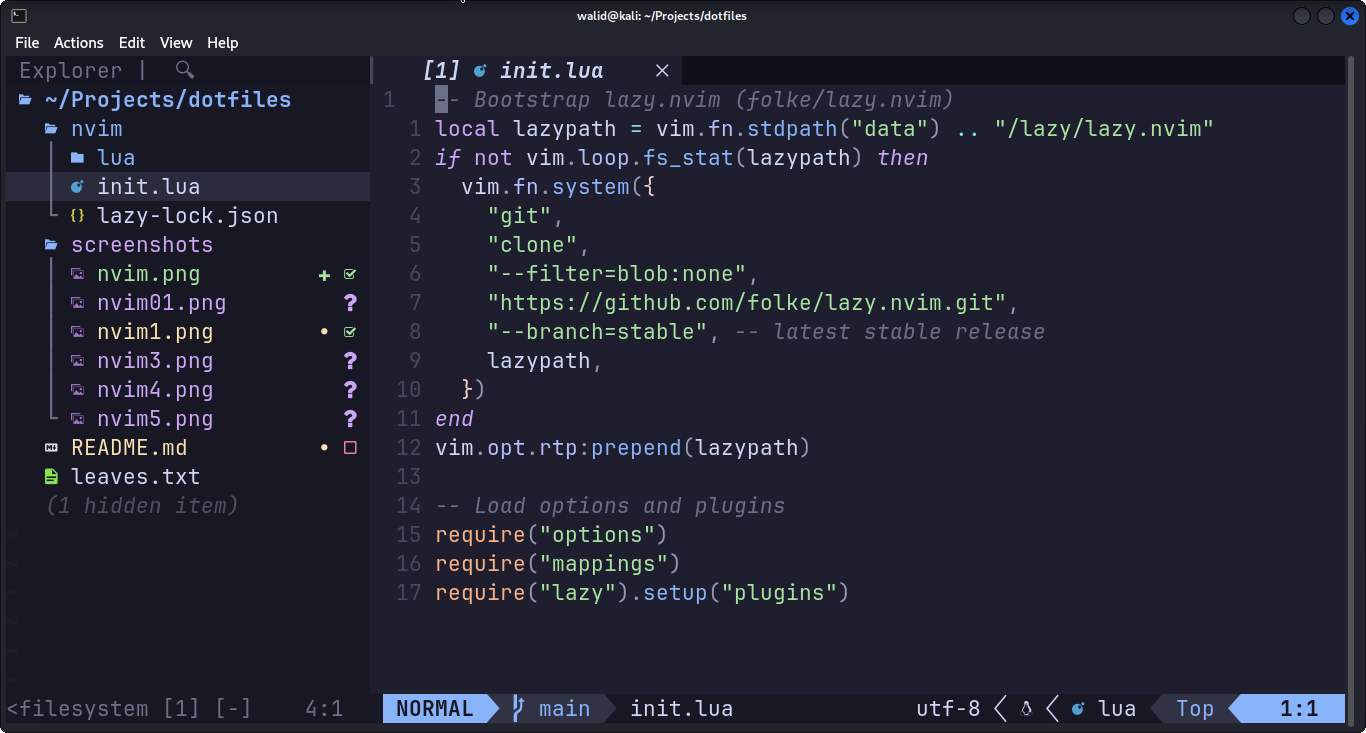 walid@kali: ~/Projects/dotfiles
File Actions Edit View Help
Explorer |
~/Projects/dotfiles
nvim
lua
init.lua
{} lazy-lock.json
screenshots
nvim.png +
nvim01.png ?
nvim1.png •
nvim3.png ?
nvim4.png ?
nvim5.png ?
README.md •
leaves.txt
(1 hidden item)
~
~
~
~
~
~
<filesystem [1] [-] 4:1
[1] init.lua ×
1 -- Bootstrap lazy.nvim (folke/lazy.nvim)
1 local lazypath = vim.fn.stdpath("data") .. "/lazy/lazy.nvim"
2 if not vim.loop.fs_stat(lazypath) then
3 vim.fn.system({
4 "git",
5 "clone",
6 "--filter=blob:none",
7 "https://github.com/folke/lazy.nvim.git",
8 "--branch=stable", -- latest stable release
9 lazypath,
10 })
11 end
12 vim.opt.rtp:prepend(lazypath)
13
14 -- Load options and plugins
15 require("options")
16 require("mappings")
17 require("lazy").setup("plugins")
NORMAL main init.lua utf-8 lua Top 1:1